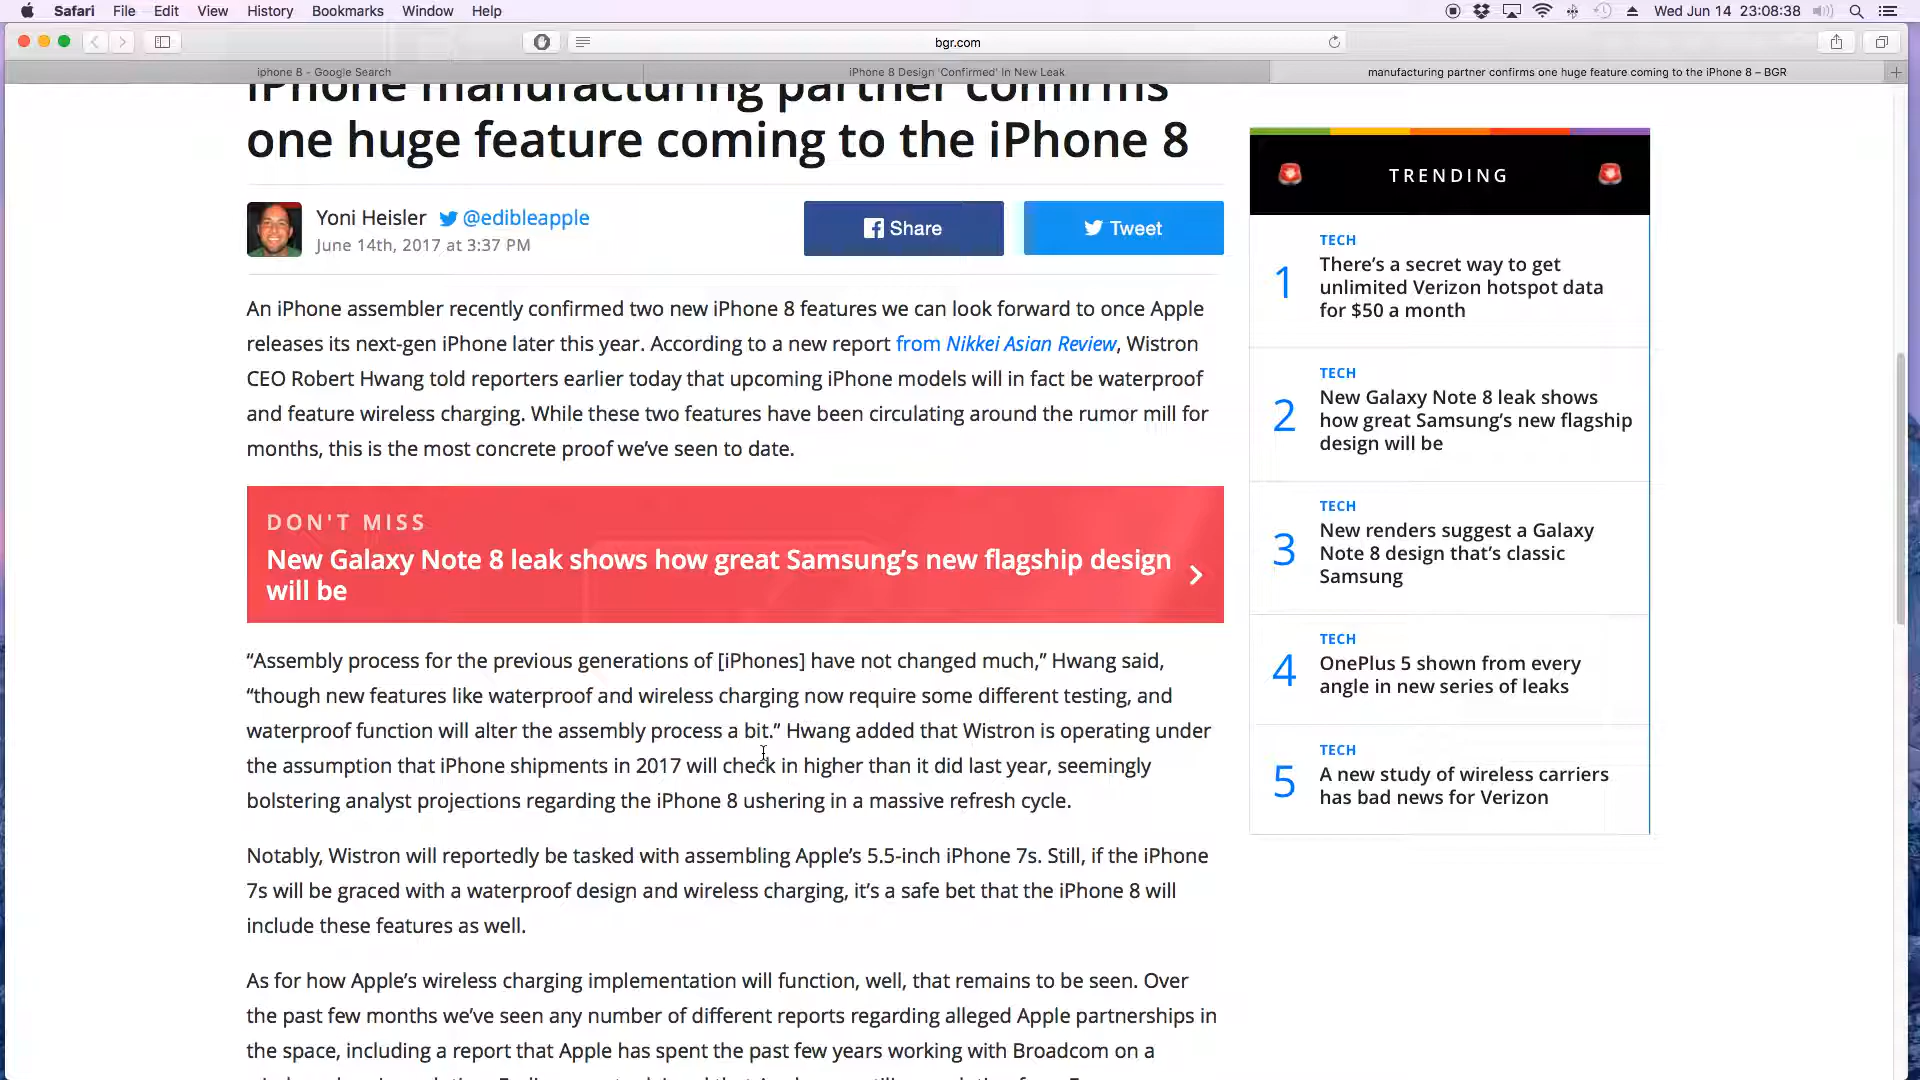 Safari File Edit View History Bookmarks Window Help
Wed Jun 14 23:08:38
bgr.com
iphone 8 - Google Search
iPhone 8 Design 'Confirmed' In New Leak
manufacturing partner confirms one huge feature coming to the iPhone 8 – BGR
iPhone manufacturing partner confirms
one huge feature coming to the iPhone 8
Yoni Heisler @edibleapple
June 14th, 2017 at 3:37 PM
Share
Tweet
An iPhone assembler recently confirmed two new iPhone 8 features we can look forward to once Apple
releases its next-gen iPhone later this year. According to a new report from Nikkei Asian Review, Wistron
CEO Robert Hwang told reporters earlier today that upcoming iPhone models will in fact be waterproof
and feature wireless charging. While these two features have been circulating around the rumor mill for
months, this is the most concrete proof we’ve seen to date.
DON'T MISS
New Galaxy Note 8 leak shows how great Samsung’s new flagship design
will be
“Assembly process for the previous generations of [iPhones] have not changed much,” Hwang said,
“though new features like waterproof and wireless charging now require some different testing, and
waterproof function will alter the assembly process a bit.” Hwang added that Wistron is operating under
the assumption that iPhone shipments in 2017 will check in higher than it did last year, seemingly
bolstering analyst projections regarding the iPhone 8 ushering in a massive refresh cycle.
Notably, Wistron will reportedly be tasked with assembling Apple’s 5.5-inch iPhone 7s. Still, if the iPhone
7s will be graced with a waterproof design and wireless charging, it’s a safe bet that the iPhone 8 will
include these features as well.
As for how Apple’s wireless charging implementation will function, well, that remains to be seen. Over
the past few months we’ve seen any number of different reports regarding alleged Apple partnerships in
the space, including a report that Apple has spent the past few years working with Broadcom on a
TRENDING
TECH
1
There’s a secret way to get
unlimited Verizon hotspot data
for $50 a month
TECH
2
New Galaxy Note 8 leak shows
how great Samsung’s new flagship
design will be
TECH
3
New renders suggest a Galaxy
Note 8 design that’s classic
Samsung
TECH
4
OnePlus 5 shown from every
angle in new series of leaks
TECH
5
A new study of wireless carriers
has bad news for Verizon